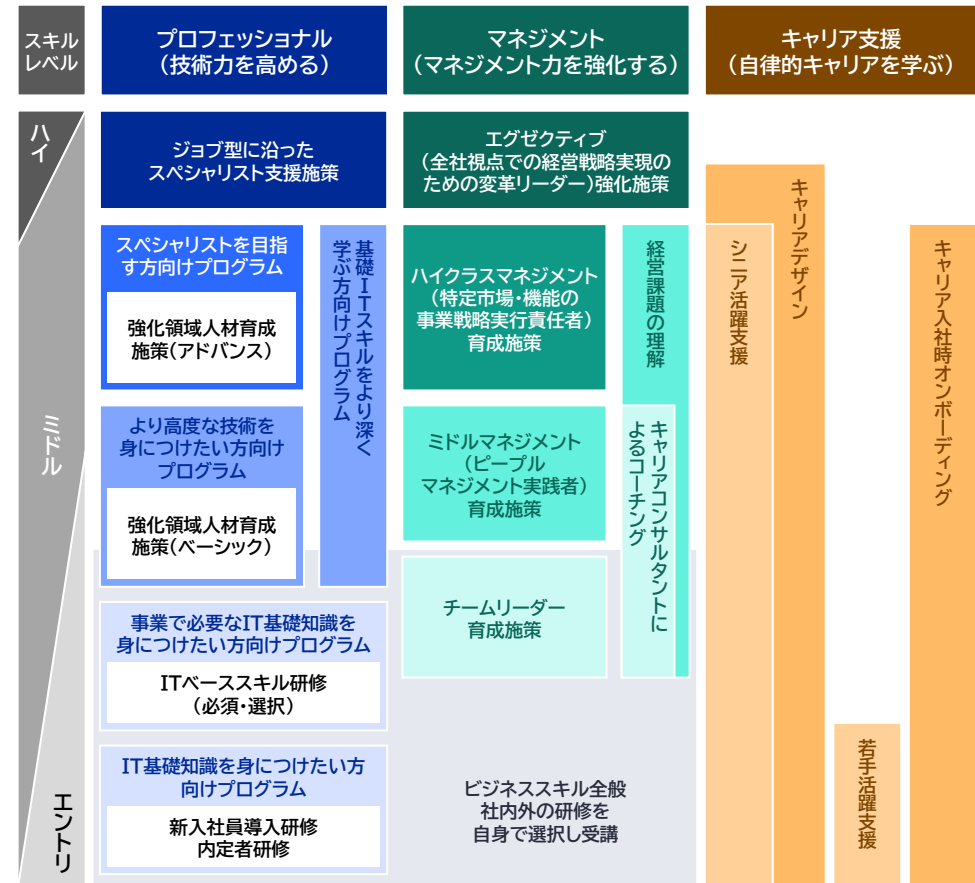 スキル
レベル
プロフェッショナル
（技術力を高める）
マネジメント
（マネジメント力を強化する）
キャリア支援
（自律的キャリアを学ぶ）
ハイ
ミドル
エントリ
ジョブ型に沿った
スペシャリスト支援施策
スペシャリストを目指
す方向けプログラム
強化領域人材育成
施策（アドバンス）
基礎ITスキルをより深く
学ぶ方向けプログラム
より高度な技術を
身につけたい方向け
プログラム
強化領域人材育成
施策（ベーシック）
事業で必要なIT基礎知識を
身につけたい方向けプログラム
ITベーススキル研修
（必須・選択）
IT基礎知識を身につけたい方
向けプログラム
新入社員導入研修
内定者研修
エグゼクティブ
（全社視点での経営戦略実現の
ための変革リーダー）強化施策
ハイクラスマネジメント
（特定市場・機能の
事業戦略実行責任者）
育成施策
経営課題の理解
ミドルマネジメント
（ピープル
マネジメント実践者）
育成施策
キャリアコンサルタントに
よるコーチング
チームリーダー
育成施策
ビジネススキル全般
社内外の研修を
自身で選択し受講
シニア活躍支援
キャリアデザイン
若手活躍支援
キャリア入社時オンボーディング